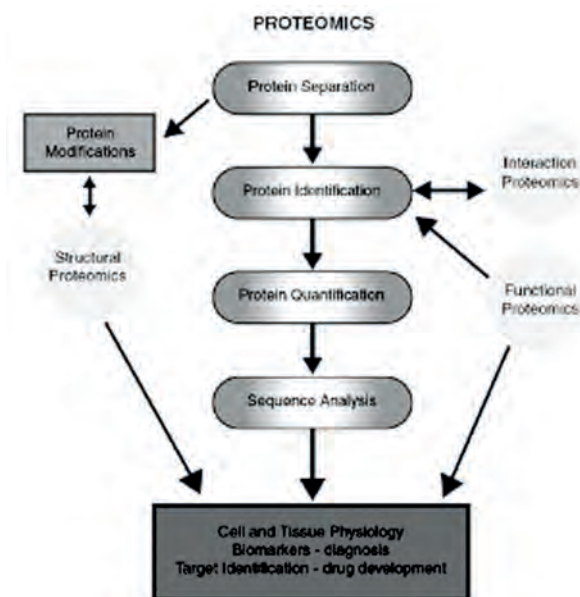 PROTEOMICS
Protein Separation
Protein
Modifications
Protein Identification
Interaction
Proteomics
Structural
Proteomics
Protein Quantification
Functional
Proteomics
Sequence Analysis
Cell and Tissue Physiology
Biomarkers - diagnosis
Target Identification - drug development